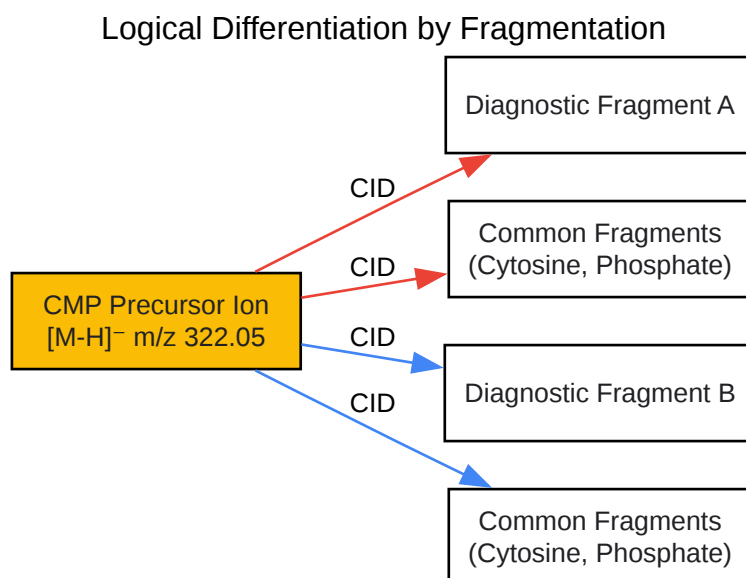 Logical Differentiation by Fragmentation
Diagnostic Fragment A
CID
Common Fragments
(Cytosine, Phosphate)
CID
CMP Precursor Ion
[M-H]⁻ m/z 322.05
CID
Diagnostic Fragment B
CID
Common Fragments
(Cytosine, Phosphate)